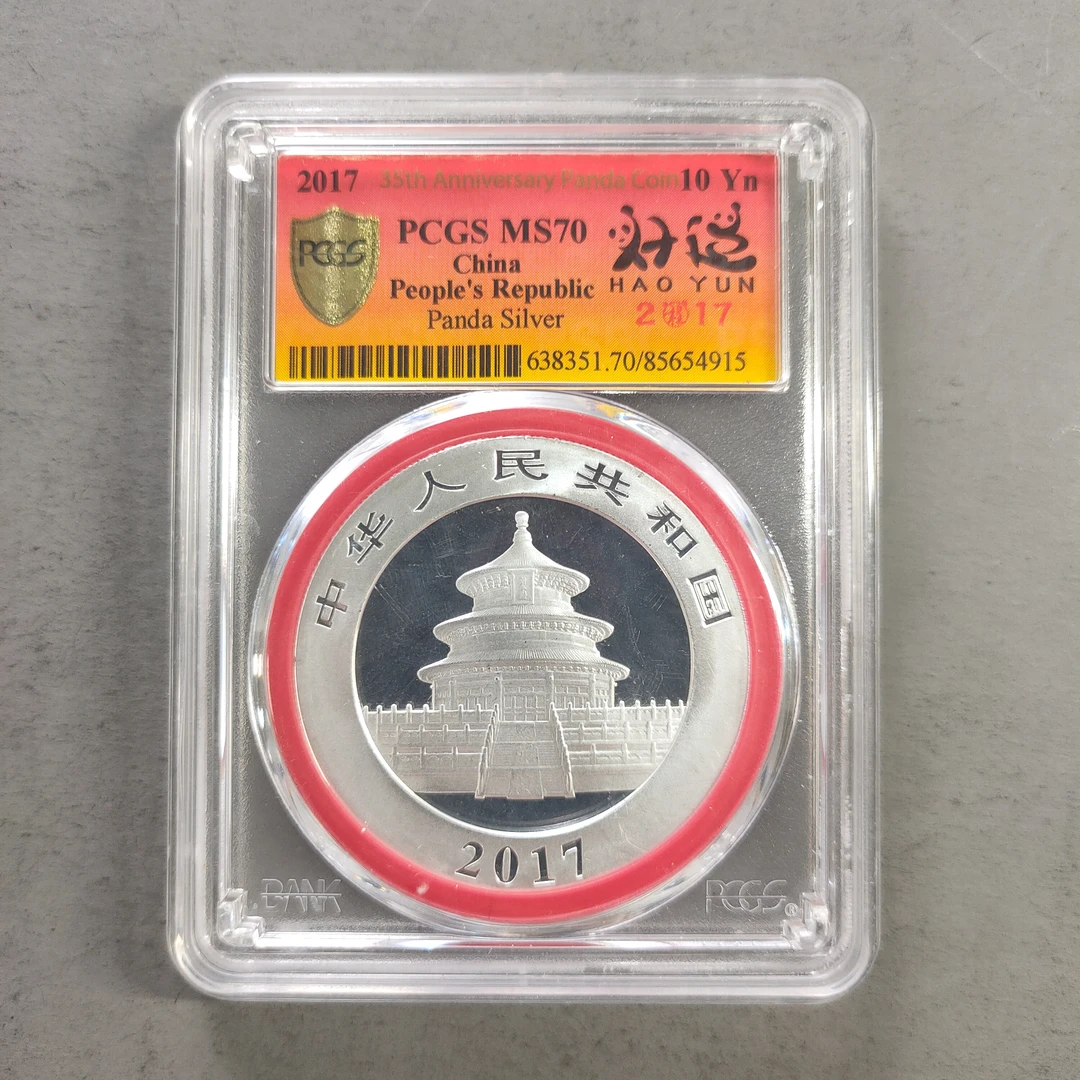 2017 35th Anniversary Panda Coin 10 Yn
PCGS
PCGS MS70
China
People's Republic
Panda Silver
好运
HAO YUN
2017
638351.70/85654915
中华人民共和国
2017
BANK
PCGS®